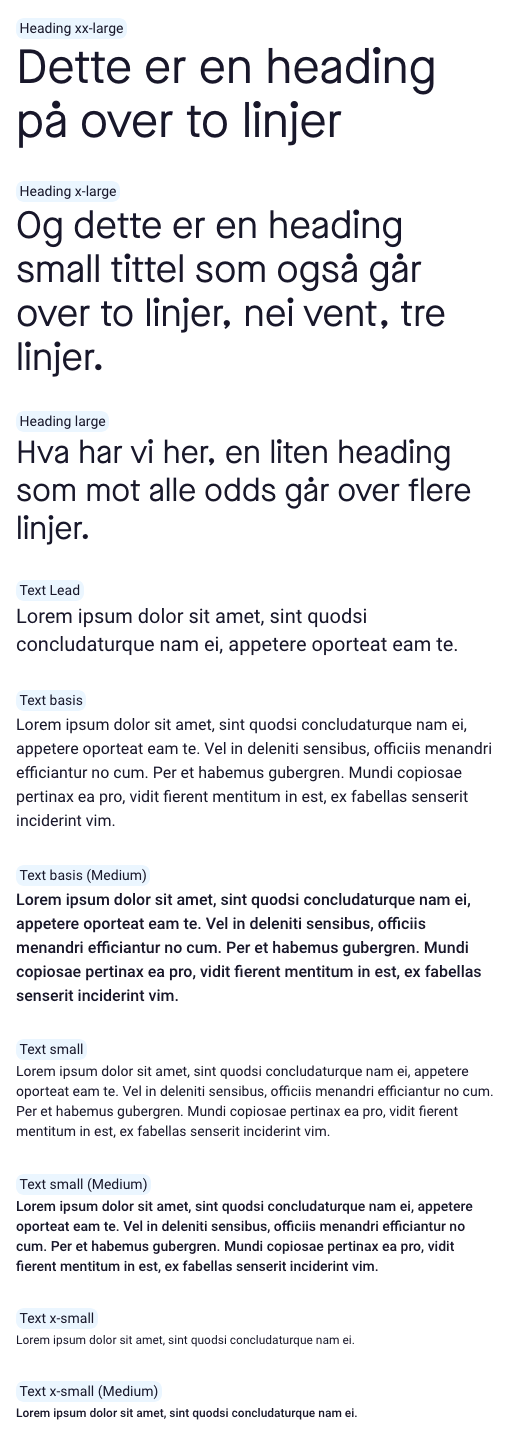 Heading xx-large
Dette er en heading
på over to linjer
Heading x-large
Og dette er en heading
small tittel som også går
over to linjer, nei vent, tre
linjer.
Heading large
Hva har vi her, en liten heading
som mot alle odds går over flere
linjer.
Text Lead
Lorem ipsum dolor sit amet, sint quodsi
concludaturque nam ei, appetere oporteat eam te.
Text basis
Lorem ipsum dolor sit amet, sint quodsi concludaturque nam ei,
appetere oporteat eam te. Vel in deleniti sensibus, officiis menandri
efficiantur no cum. Per et habemus gubergren. Mundi copiosae
pertinax ea pro, vidit fierent mentitum in est, ex fabellas senserit
inciderint vim.
Text basis (Medium)
Lorem ipsum dolor sit amet, sint quodsi concludaturque nam ei,
appetere oporteat eam te. Vel in deleniti sensibus, officiis
menandri efficiantur no cum. Per et habemus gubergren. Mundi
copiosae pertinax ea pro, vidit fierent mentitum in est, ex fabellas
senserit inciderint vim.
Text small
Lorem ipsum dolor sit amet, sint quodsi concludaturque nam ei, appetere
oporteat eam te. Vel in deleniti sensibus, officiis menandri efficiantur no cum.
Per et habemus gubergren. Mundi copiosae pertinax ea pro, vidit fierent
mentitum in est, ex fabellas senserit inciderint vim.
Text small (Medium)
Lorem ipsum dolor sit amet, sint quodsi concludaturque nam ei, appetere
oporteat eam te. Vel in deleniti sensibus, officiis menandri efficiantur no
cum. Per et habemus gubergren. Mundi copiosae pertinax ea pro, vidit
fierent mentitum in est, ex fabellas senserit inciderint vim.
Text x-small
Lorem ipsum dolor sit amet, sint quodsi concludaturque nam ei.
Text x-small (Medium)
Lorem ipsum dolor sit amet, sint quodsi concludaturque nam ei.